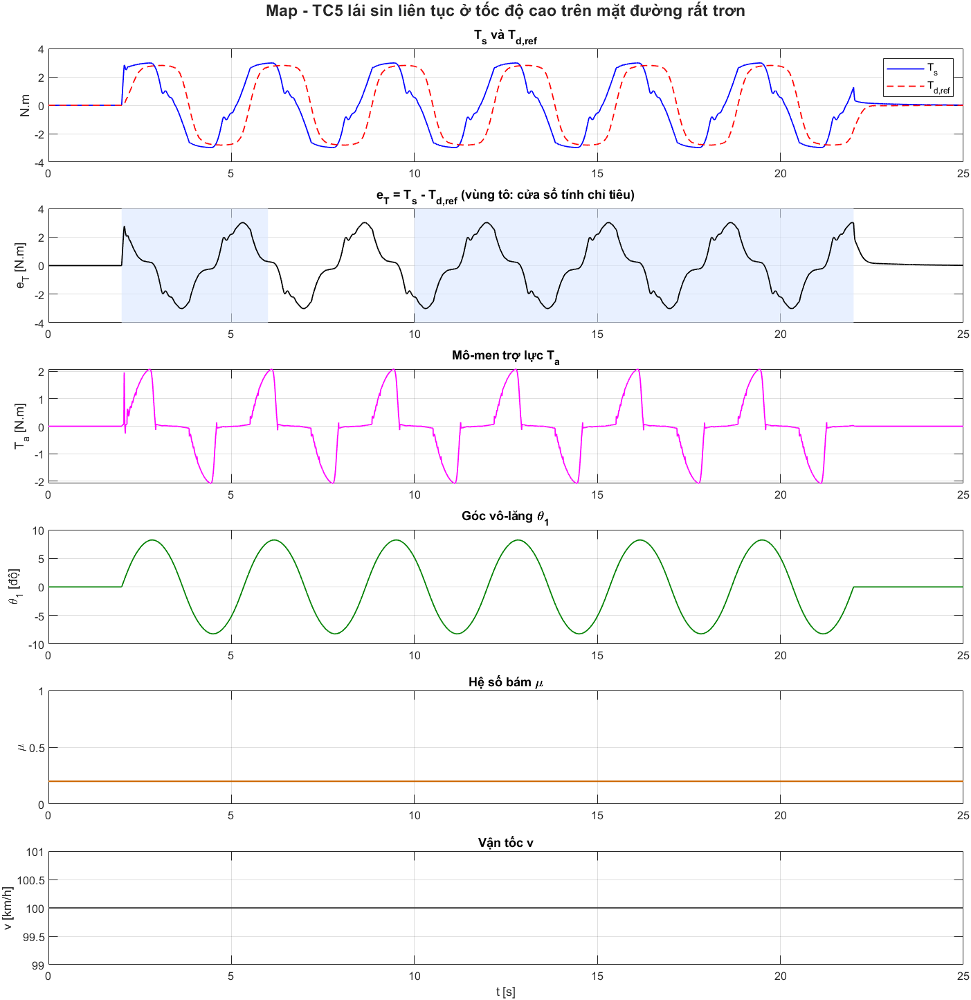 Map - TC5 lái sin liên tục ở tốc độ cao trên mặt đường rất trơn
T_s và T_d,ref
4
2
0
-2
-4
N.m
T_s
T_d,ref
0 5 10 15 20 25
e_T = T_s - T_d,ref (vùng tô: cửa sổ tính chỉ tiêu)
4
2
0
-2
-4
e_T [N.m]
0 5 10 15 20 25
Mô-men trợ lực T_a
2
1
0
-1
-2
T_a [N.m]
0 5 10 15 20 25
Góc vô-lăng θ_1
10
5
0
-5
-10
θ_1 [độ]
0 5 10 15 20 25
Hệ số bám μ
1
0.5
0
μ
0 5 10 15 20 25
Vận tốc v
101
100.5
100
99.5
99
v [km/h]
0 5 10 15 20 25
t [s]